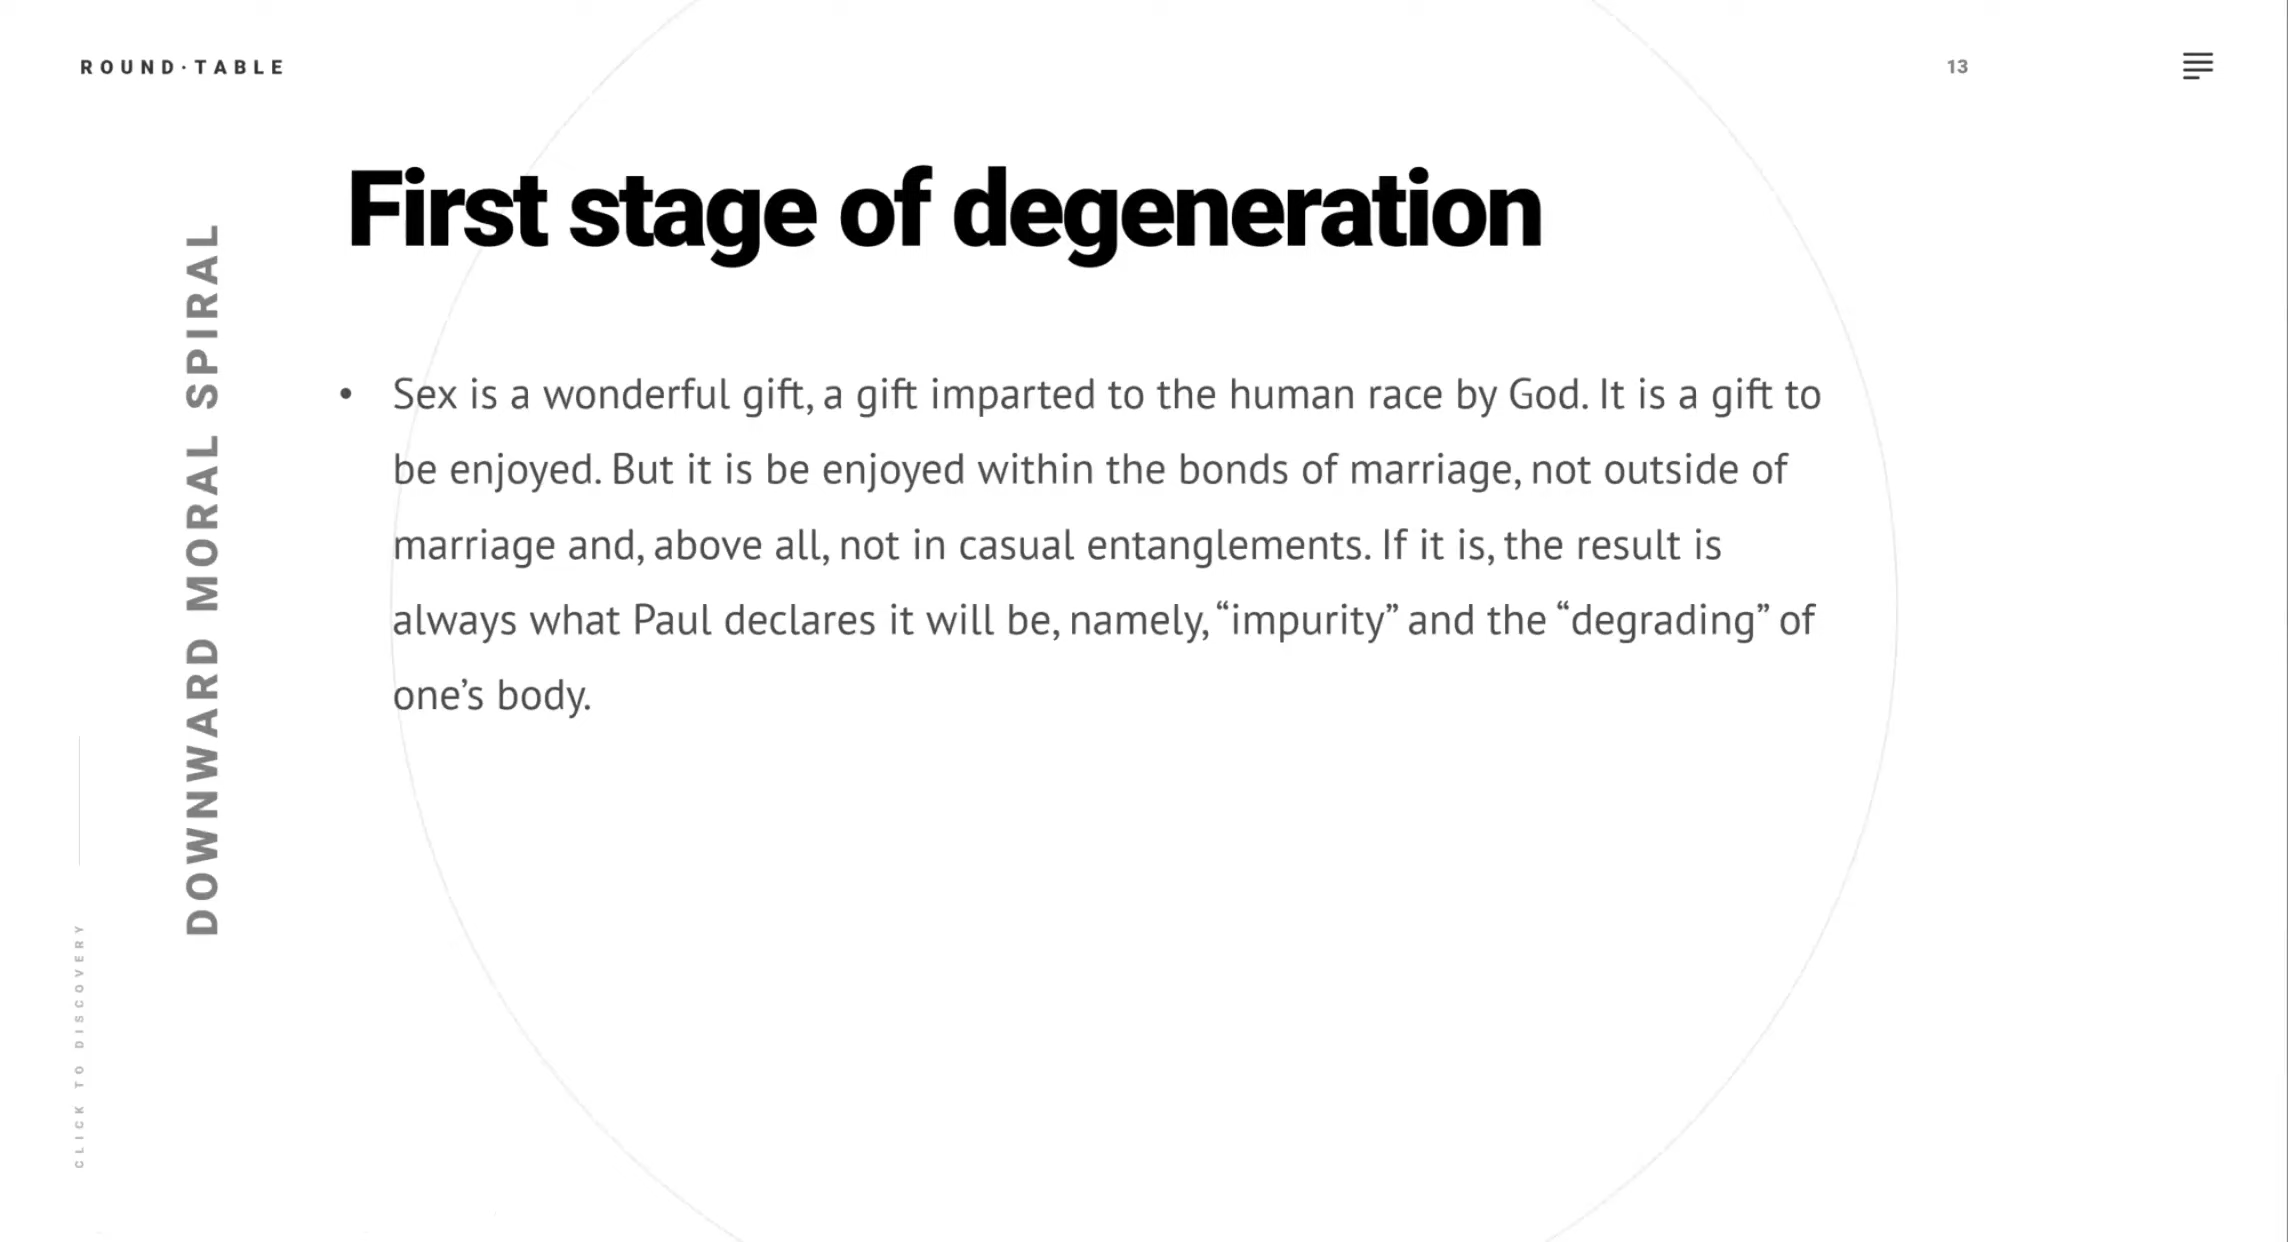 ROUND·TABLE
13
First stage of degeneration
DOWNWARD MORAL SPIRAL
• Sex is a wonderful gift, a gift imparted to the human race by God. It is a gift to
be enjoyed. But it is be enjoyed within the bonds of marriage, not outside of
marriage and, above all, not in casual entanglements. If it is, the result is
always what Paul declares it will be, namely, “impurity” and the “degrading” of
one’s body.
CLICK TO DISCOVERY